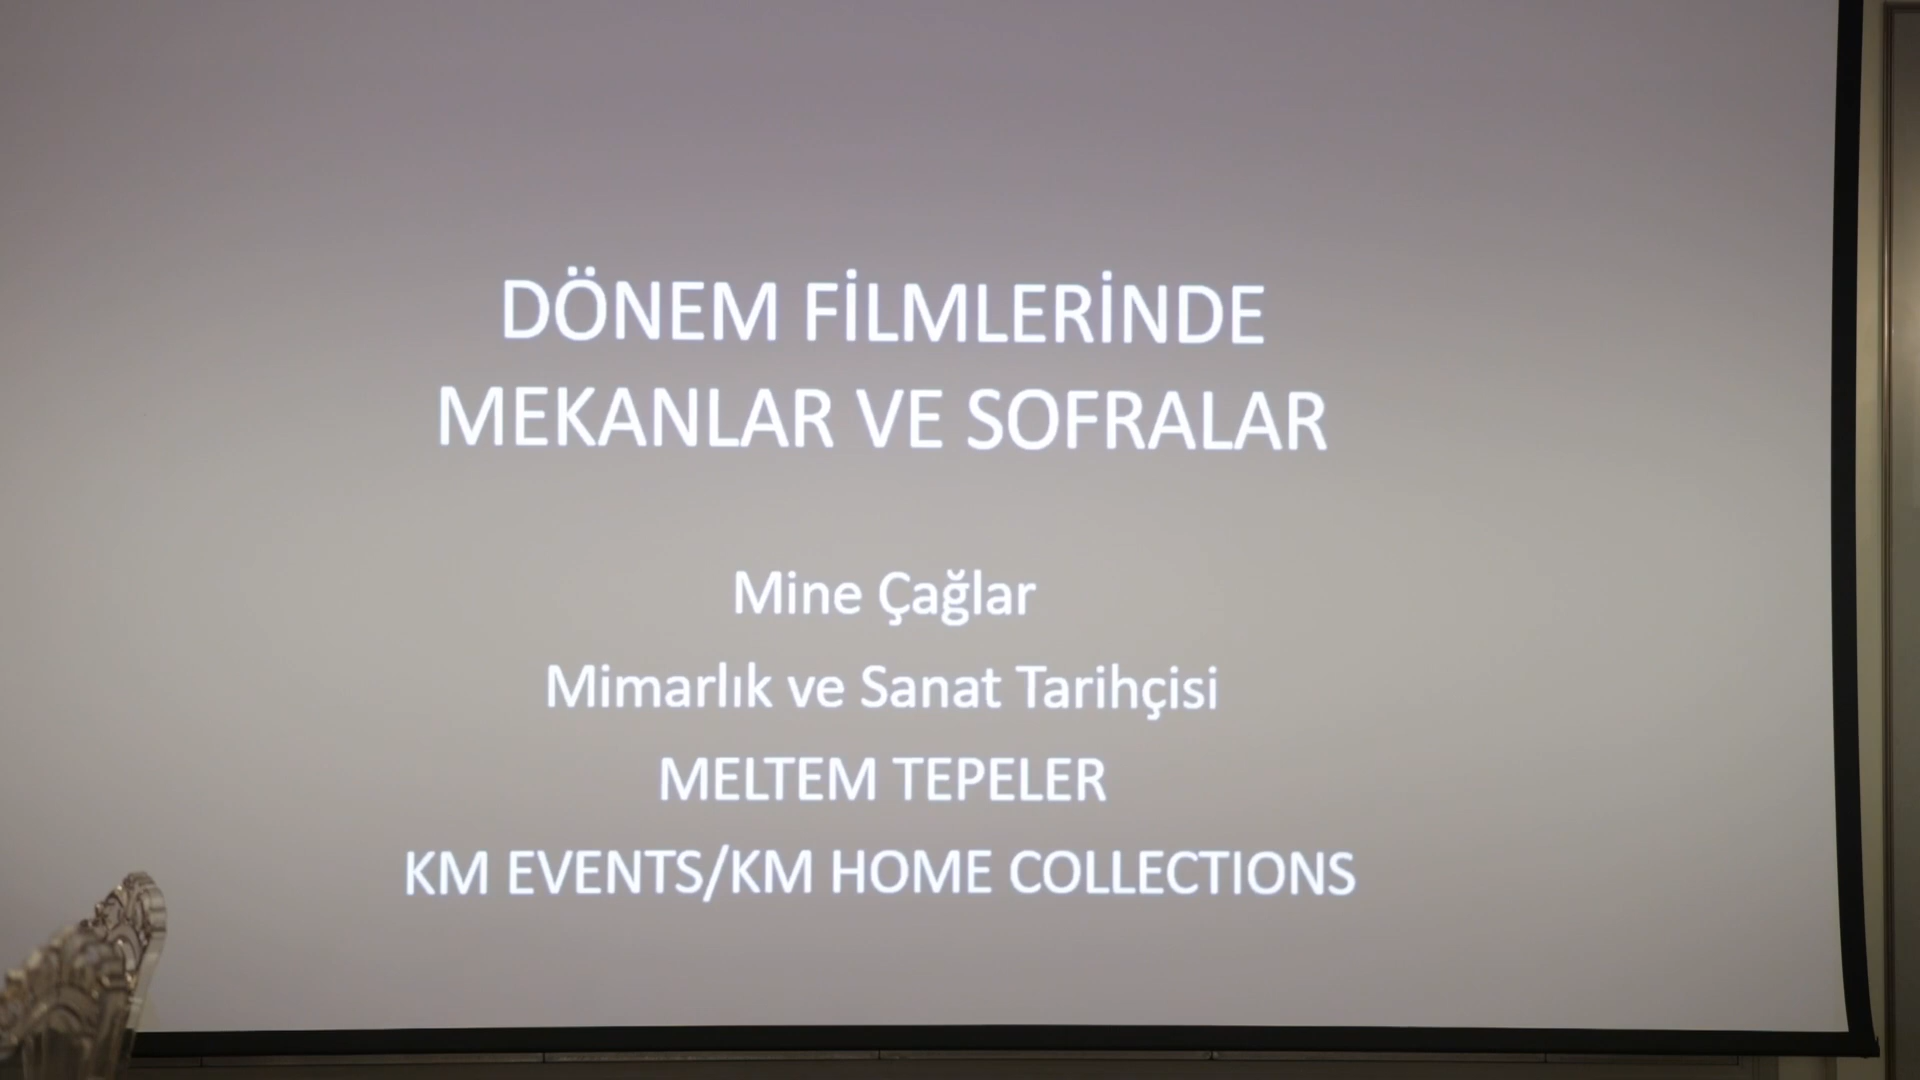 DÖNEM FİLMLERİNDE
MEKANLAR VE SOFRALAR
Mine Çağlar
Mimarlık ve Sanat Tarihçisi
MELTEM TEPELER
KM EVENTS/KM HOME COLLECTIONS